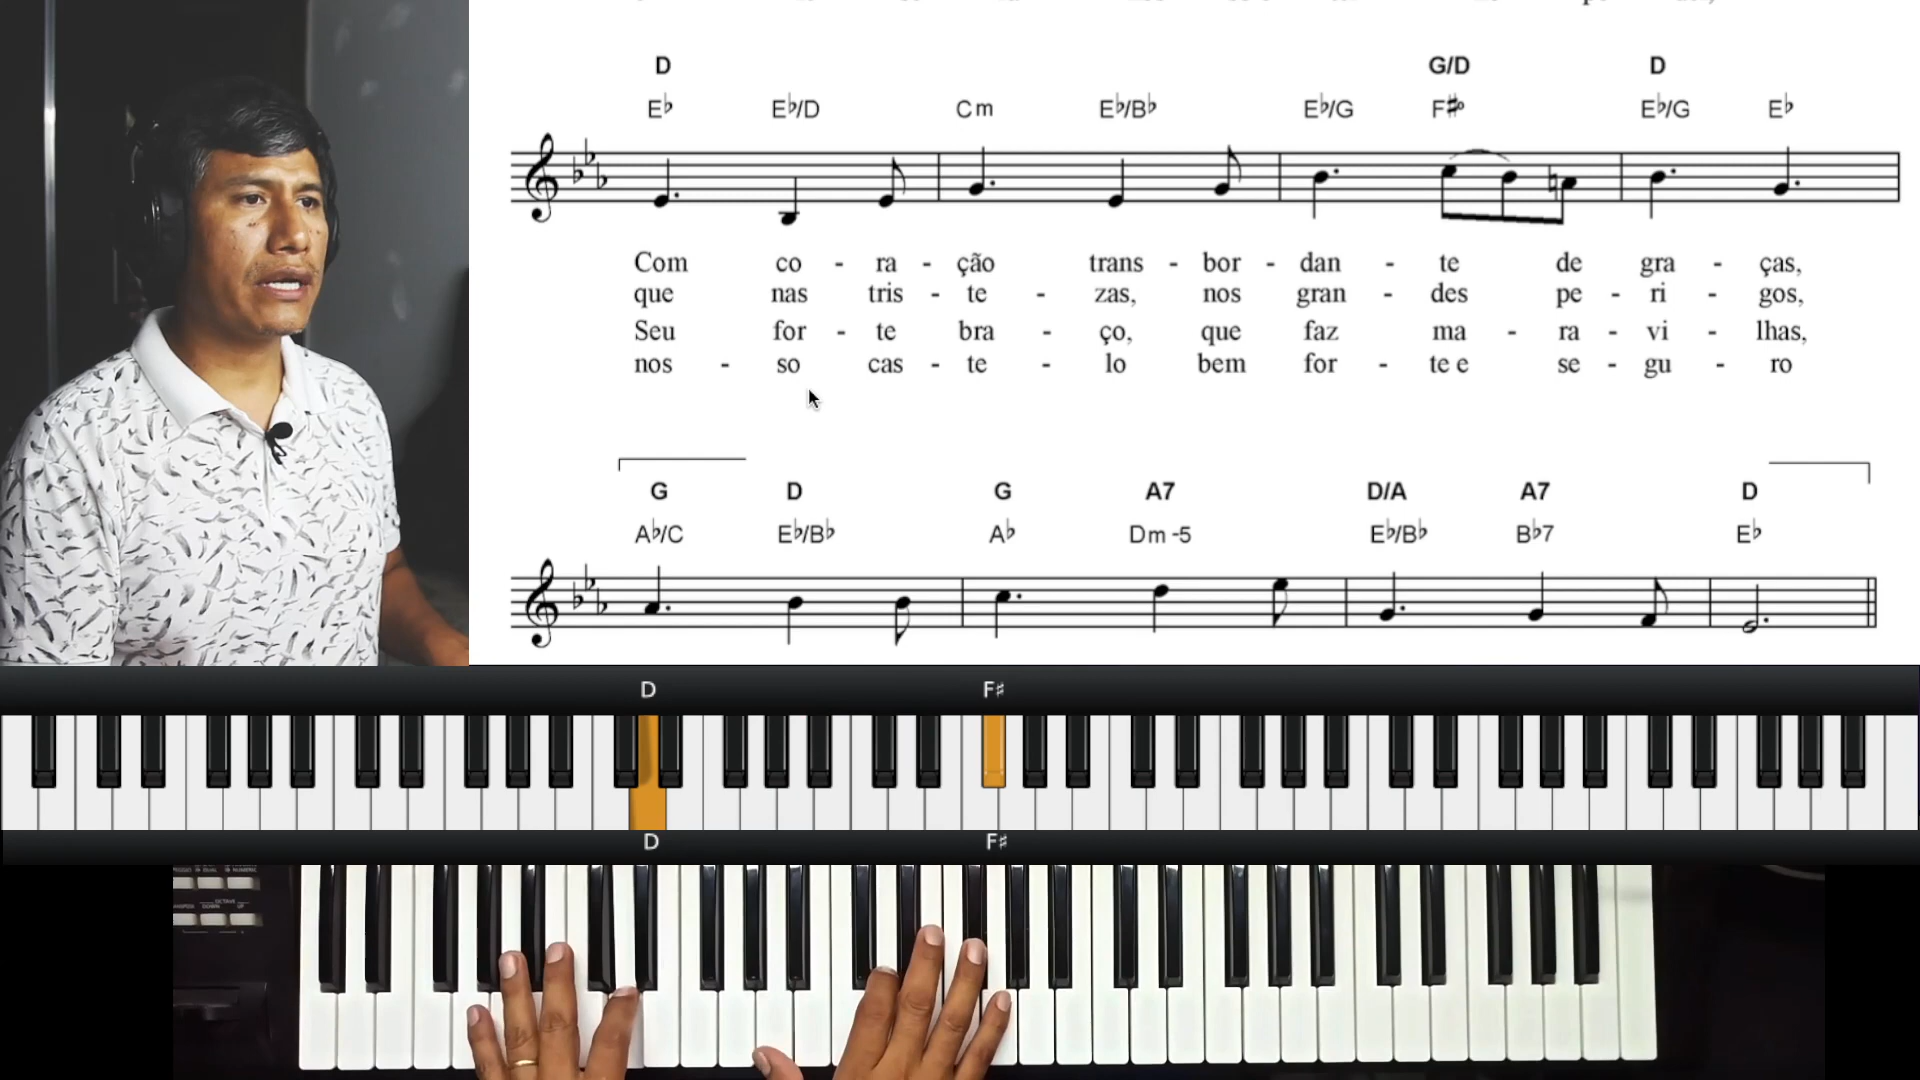 D G/D D
E♭ E♭/D Cm E♭/B♭ E♭/G F♯º E♭/G E♭
Com co - ra - ção trans - bor - dan - te de gra - ças,
que nas tris - te - zas, nos gran - des pe - ri - gos,
Seu for - te bra - ço, que faz ma - ra - vi - lhas,
nos - so cas - te - lo bem for - te e se - gu - ro
G D G A7 D/A A7 D
A♭/C E♭/B♭ A♭ Dm -5 E♭/B♭ B♭7 E♭
D F♯
D F♯